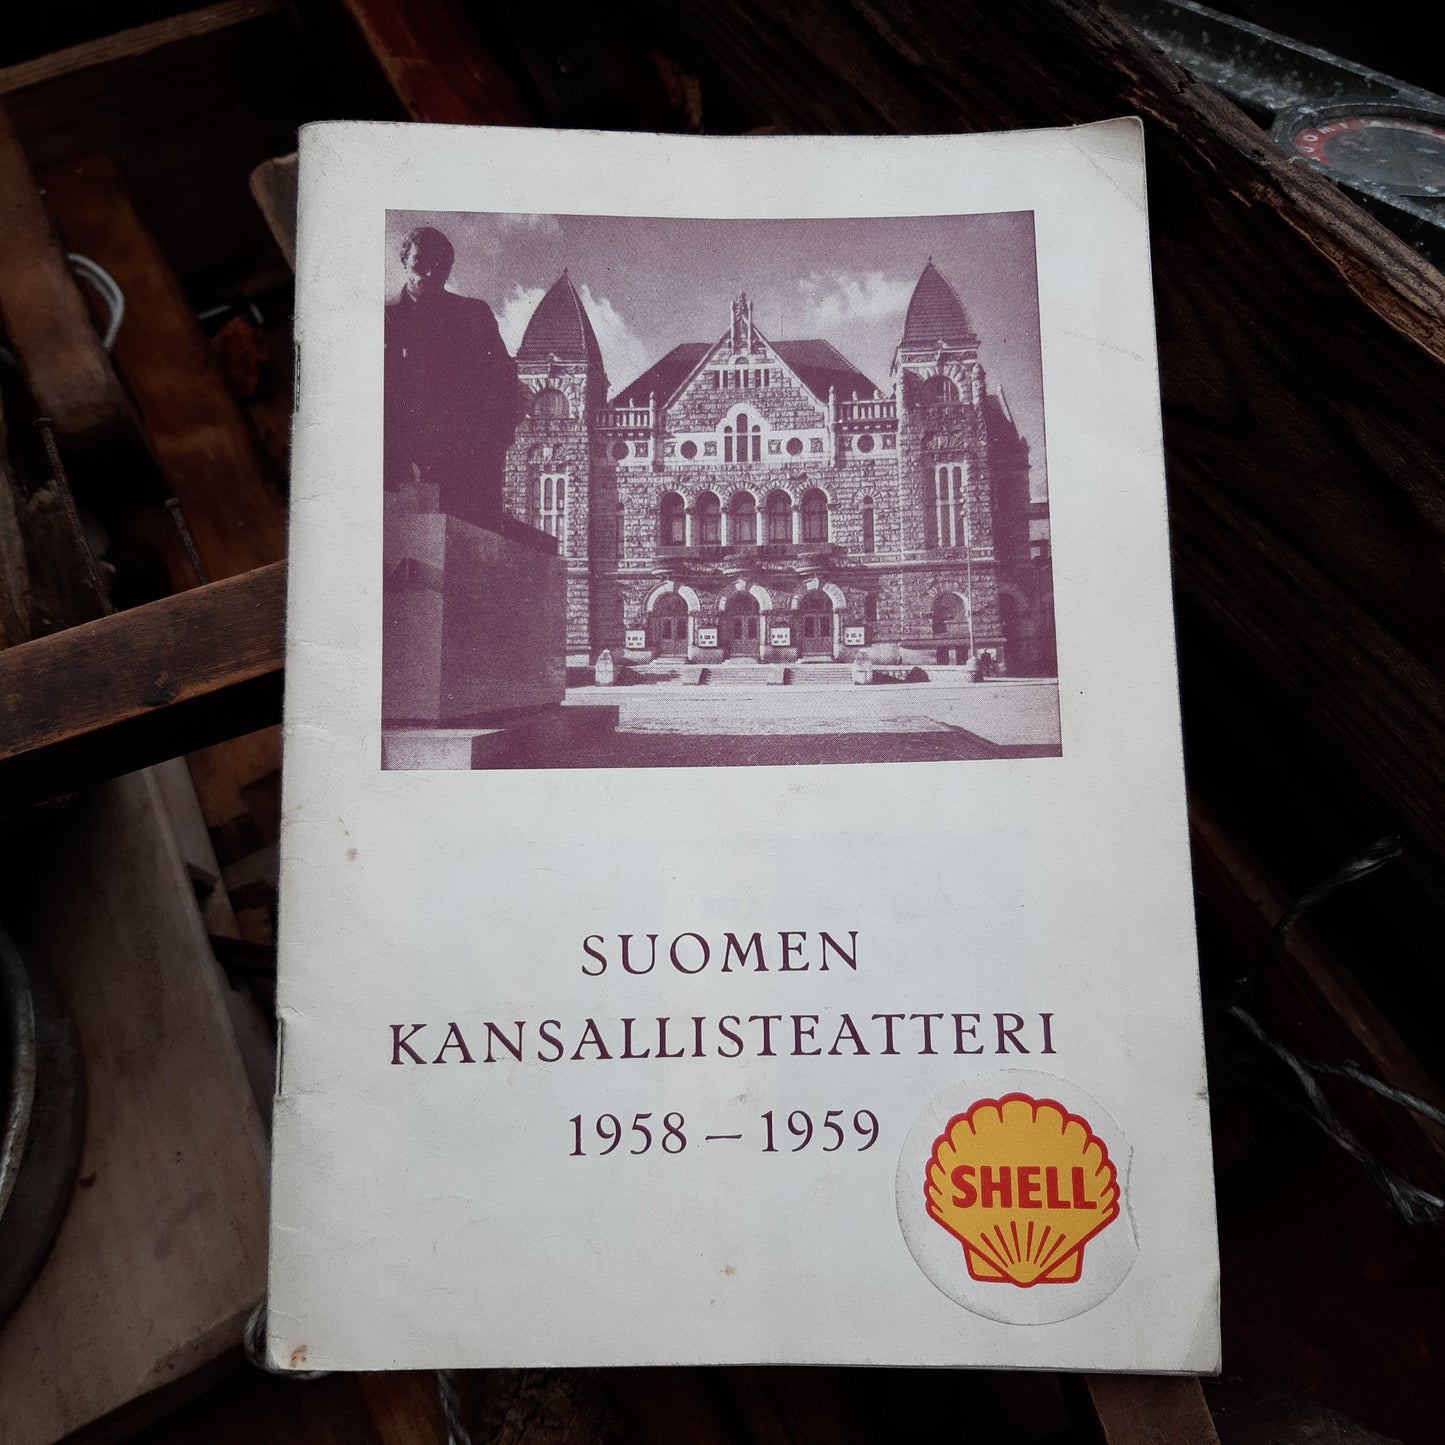 SUOMEN
KANSALLISTEATTERI
1958 – 1959
SHELL